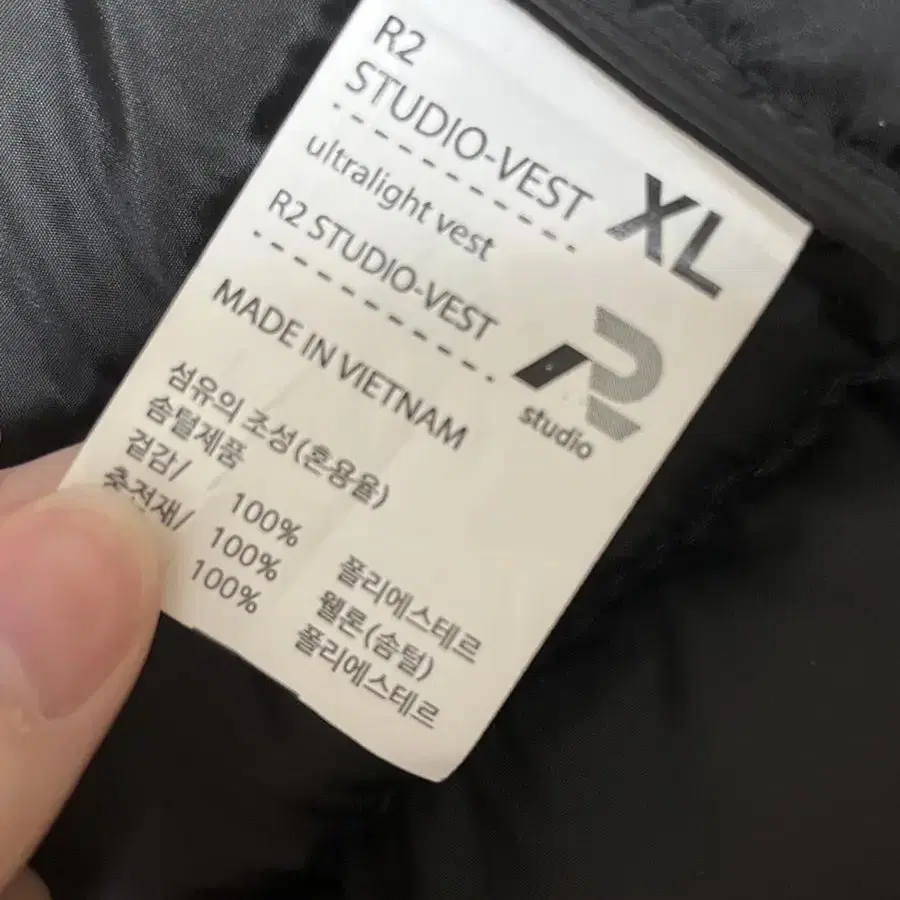 R2
STUDIO-VEST
XL
ultralight vest
R2 STUDIO-VEST
R2
studio
MADE IN VIETNAM
섬유의 조성(혼용율)
솜털제품
겉감/ 100% 폴리에스테르
충전재/ 100% 웰론(솜털)
100% 폴리에스테르